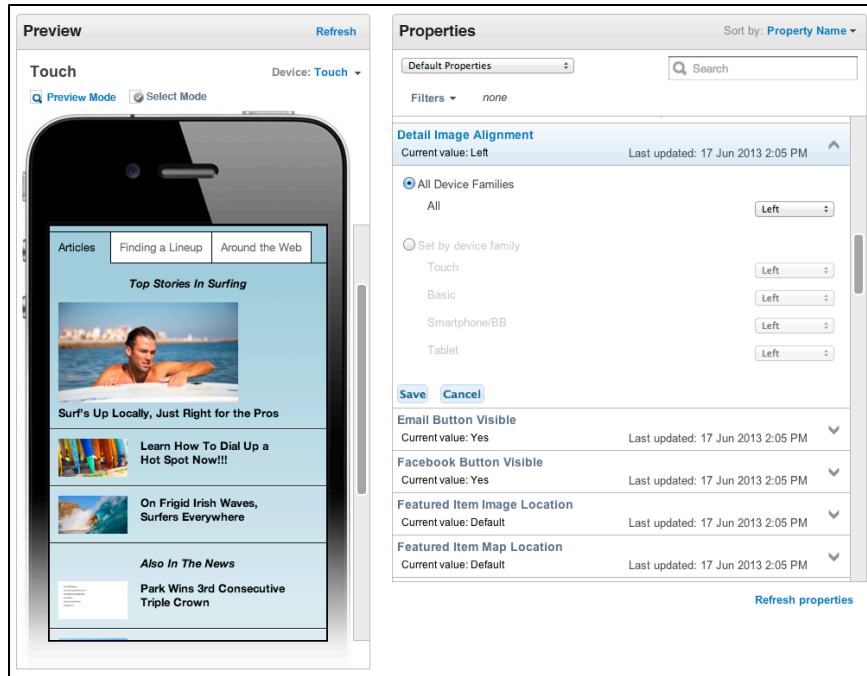 Preview
Refresh
Touch
Device: Touch
Preview Mode
Select Mode
Articles
Finding a Lineup
Around the Web
Top Stories In Surfing
Surf's Up Locally, Just Right for the Pros
Learn How To Dial Up a
Hot Spot Now!!!
On Frigid Irish Waves,
Surfers Everywhere
Also In The News
Park Wins 3rd Consecutive
Triple Crown
Properties
Sort by: Property Name
Default Properties
Search
Filters
none
Detail Image Alignment
Current value: Left
Last updated: 17 Jun 2013 2:05 PM
All Device Families
All
Left
Set by device family
Touch
Left
Basic
Left
Smartphone/BB
Left
Tablet
Left
Save
Cancel
Email Button Visible
Current value: Yes
Last updated: 17 Jun 2013 2:05 PM
Facebook Button Visible
Current value: Yes
Last updated: 17 Jun 2013 2:05 PM
Featured Item Image Location
Current value: Default
Last updated: 17 Jun 2013 2:05 PM
Featured Item Map Location
Current value: Default
Last updated: 17 Jun 2013 2:05 PM
Refresh properties